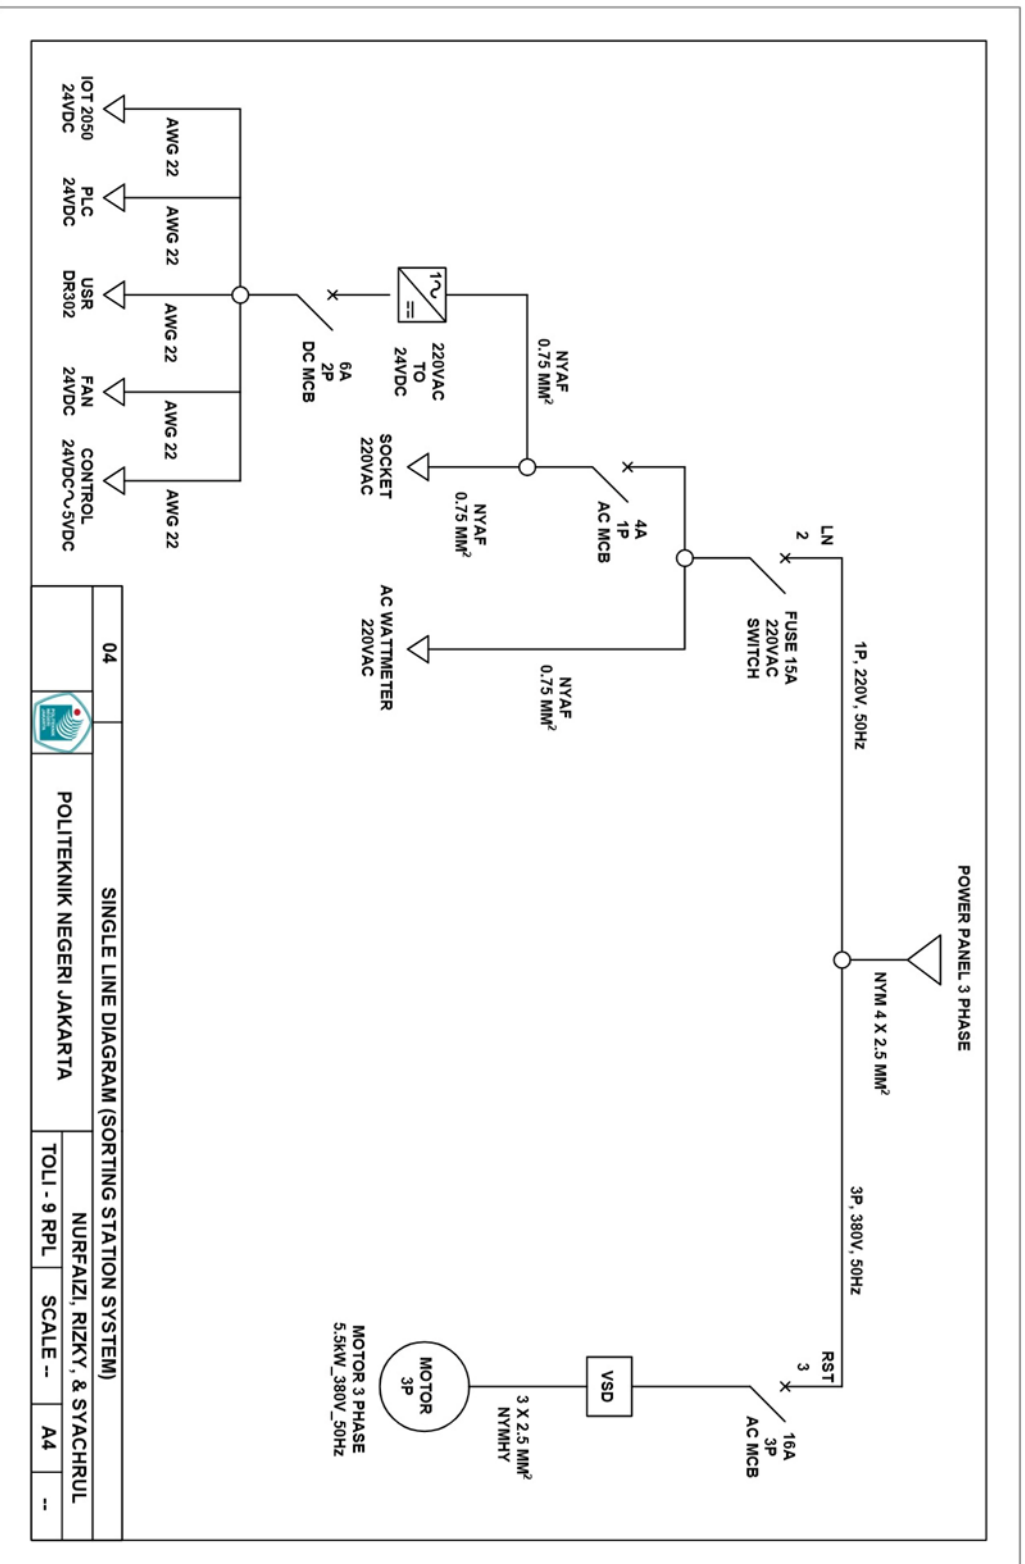 POWER PANEL 3 PHASE
NYM 4 X 2.5 MM²
1P, 220V, 50Hz
3P, 380V, 50Hz
LN
2
FUSE 15A
220VAC
SWITCH
RST
3
16A
3P
AC MCB
4A
1P
AC MCB
VSD
NYAF
0.75 MM²
NYAF
0.75 MM²
NYAF
0.75 MM²
3 X 2.5 MM²
NYMHY
1
220VAC
TO
24VDC
SOCKET
220VAC
AC WATTMETER
220VAC
MOTOR
3P
MOTOR 3 PHASE
5.5kW_380V_50Hz
6A
2P
DC MCB
AWG 22
AWG 22
AWG 22
AWG 22
AWG 22
IOT 2050
24VDC
PLC
24VDC
USR
DR302
FAN
24VDC
CONTROL
24VDC∿5VDC
04
SINGLE LINE DIAGRAM (SORTING STATION SYSTEM)
POLITEKNIK NEGERI JAKARTA
NURFAIZI, RIZKY, & SYACHRUL
TOLI - 9 RPL
SCALE --
A4
--
POLITEKNIK
NEGERI
JAKARTA